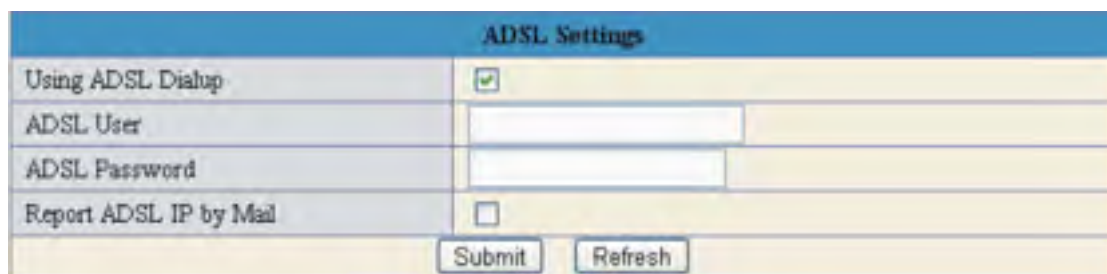 ADSL Settings
Using ADSL Dialup
ADSL User
ADSL Password
Report ADSL IP by Mail
Submit Refresh